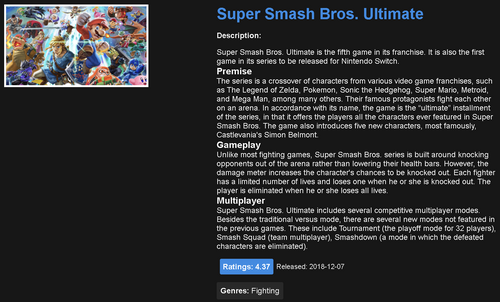 Super Smash Bros. Ultimate
Description:
Super Smash Bros. Ultimate is the fifth game in its franchise. It is also the first
game in its series to be released for Nintendo Switch.
Premise
The series is a crossover of characters from various video game franchises, such
as The Legend of Zelda, Pokemon, Sonic the Hedgehog, Super Mario, Metroid,
and Mega Man, among many others. Their famous protagonists fight each other
on an arena. In accordance with its name, the game is the “ultimate” installment
of the series, in that it offers the players all the characters ever featured in Super
Smash Bros. The game also introduces five new characters, most famously,
Castlevania's Simon Belmont.
Gameplay
Unlike most fighting games, Super Smash Bros. series is built around knocking
opponents out of the arena rather than lowering their health bars. However, the
damage meter increases the character's chances to be knocked out. Each fighter
has a limited number of lives and loses one when he or she is knocked out. The
player is eliminated when he or she loses all lives.
Multiplayer
Super Smash Bros. Ultimate includes several competitive multiplayer modes.
Besides the traditional versus mode, there are several new modes not featured in
the previous games. These include Tournament (the playoff mode for 32 players),
Smash Squad (team multiplayer), Smashdown (a mode in which the defeated
characters are eliminated).
Ratings: 4.37 Released: 2018-12-07
Genres: Fighting